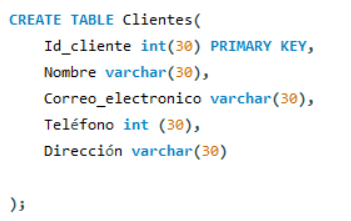 CREATE TABLE Clientes(
Id_cliente int(30) PRIMARY KEY,
Nombre varchar(30),
Correo_electronico varchar(30),
Teléfono int (30),
Dirección varchar(30)
);